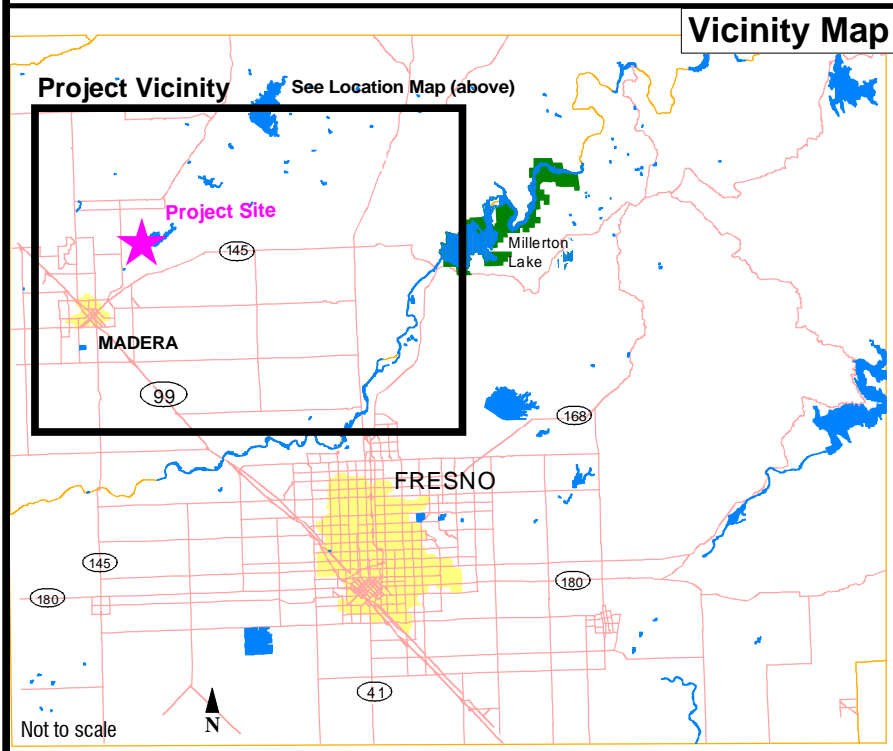 Vicinity Map
Project Vicinity
See Location Map (above)
Project Site
145
Millerton
Lake
MADERA
99
168
FRESNO
145
180
180
41
N
Not to scale